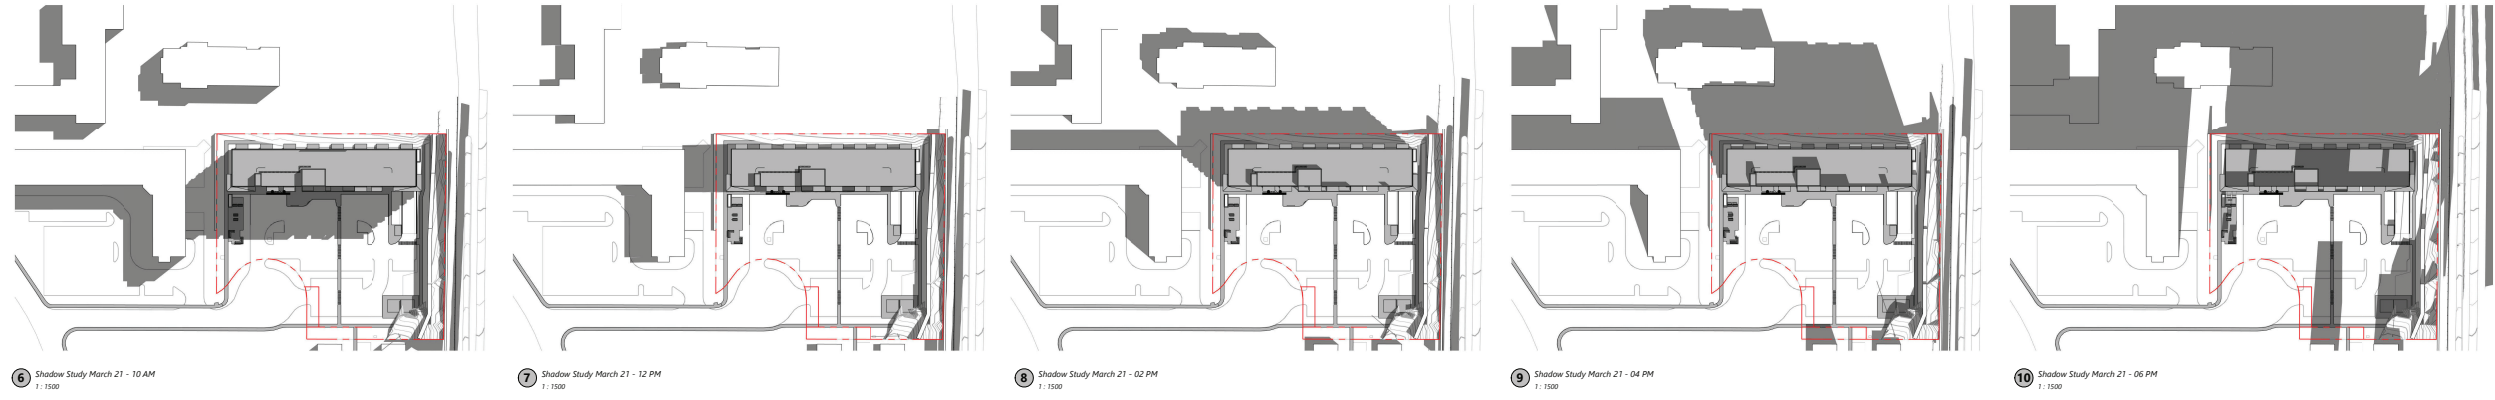 6 Shadow Study March 21 - 10 AM
1 : 1500
7 Shadow Study March 21 - 12 PM
1 : 1500
8 Shadow Study March 21 - 02 PM
1 : 1500
9 Shadow Study March 21 - 04 PM
1 : 1500
10 Shadow Study March 21 - 06 PM
1 : 1500